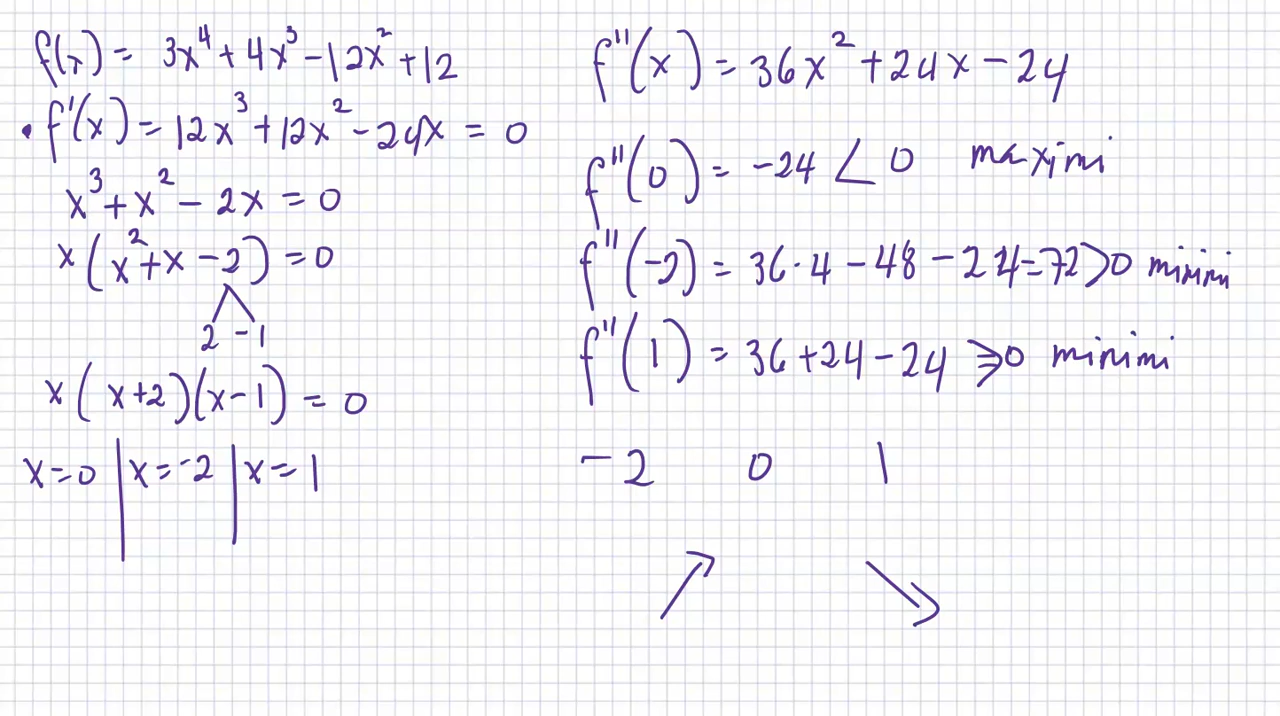 f(x) = 3x⁴ + 4x³ - 12x² + 12
• f'(x) = 12x³ + 12x² - 24x = 0
x³ + x² - 2x = 0
x(x² + x - 2) = 0
2 -1
x(x+2)(x-1) = 0
x = 0 | x = -2 | x = 1
f''(x) = 36x² + 24x - 24
f''(0) = -24 < 0 maximi
f''(-2) = 36·4 - 48 - 24 = 72 > 0 minimi
f''(1) = 36 + 24 - 24 > 0 minimi
-2 0 1